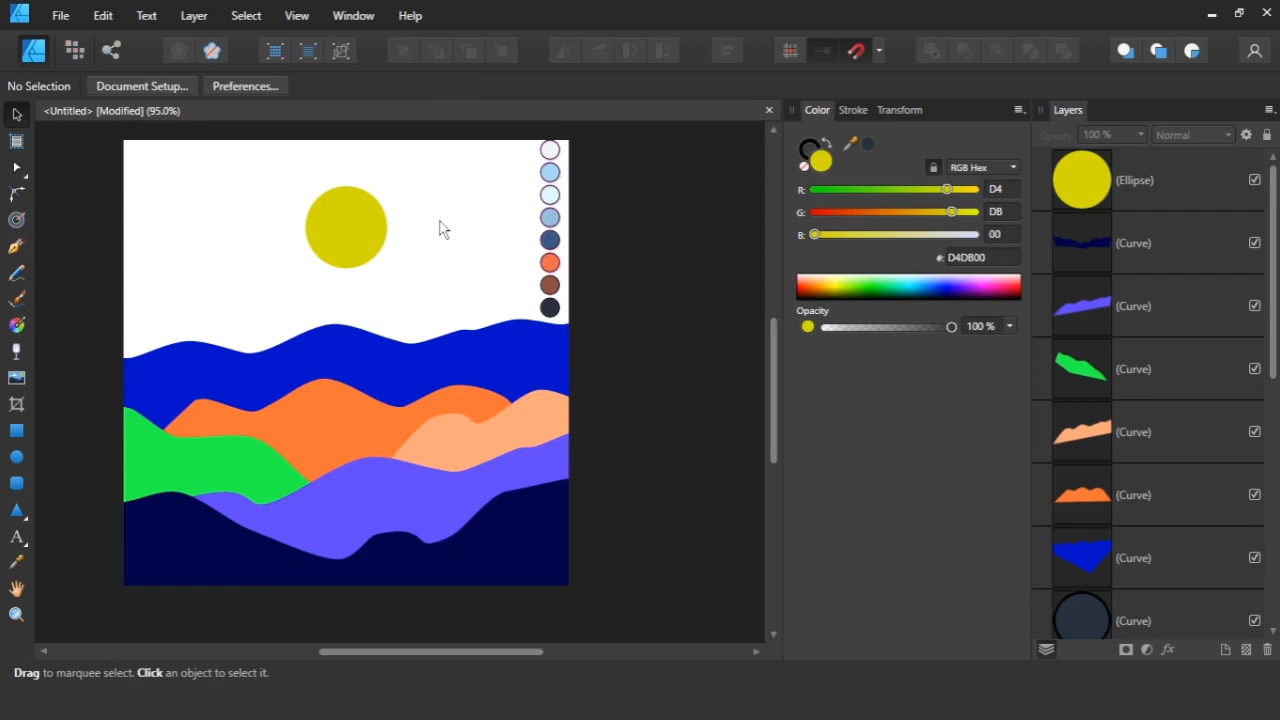 File Edit Text Layer Select View Window Help
No Selection Document Setup... Preferences...
<Untitled> [Modified] (95.0%)
Color Stroke Transform
RGB Hex
R: D4
G: DB
B: 00
#: D4DB00
Opacity
100 %
Layers
Opacity 100 % Normal
(Ellipse)
(Curve)
(Curve)
(Curve)
(Curve)
(Curve)
(Curve)
(Curve)
Drag to marquee select. Click an object to select it.